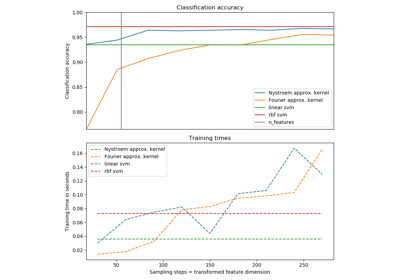 Classification accuracy
1.00
0.95
0.90
0.85
0.80
Classification accuracy
Nystroem approx. kernel
Fourier approx. kernel
linear svm
rbf svm
n_features
Training times
0.16
0.14
0.12
0.10
0.08
0.06
0.04
0.02
Training time in seconds
Nystroem approx. kernel
Fourier approx. kernel
linear svm
rbf svm
50
100
150
200
250
Sampling steps = transformed feature dimension